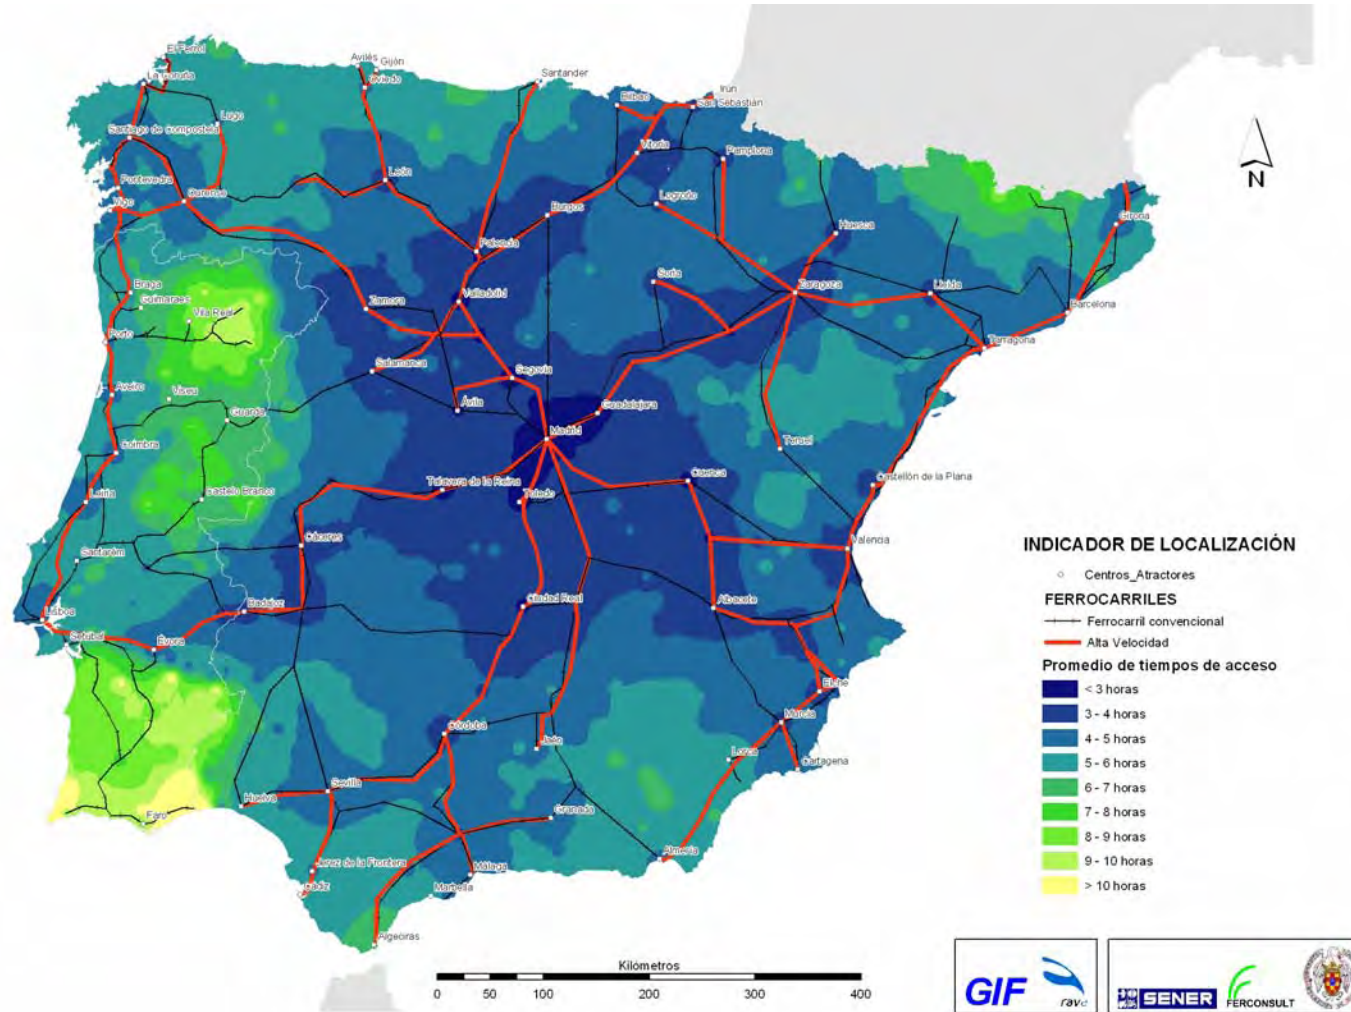 El Ferrol
La Coruña
Avilés
Gijón
Oviedo
Santander
Bilbao
Irún
San Sebastián
Lugo
Santiago de Compostela
Vitoria
Pamplona
León
Pontevedra
Ourense
Vigo
Logroño
Burgos
Girona
Huesca
Palencia
Braga
Guimaraes
Zamora
Valladolid
Soria
Zaragoza
Lleida
Barcelona
Vila Real
Porto
Tarragona
Salamanca
Segovia
Aveiro
Viseu
Ávila
Guadalajara
Guarda
Madrid
Coimbra
Teruel
Talavera de la Reina
Cuenca
Castellón de la Plana
Leiria
Castelo Branco
Toledo
Cáceres
Valencia
Santarém
Lisboa
Badajoz
Ciudad Real
Albacete
Setúbal
Évora
Elche
Córdoba
Murcia
Jaén
Lorca
Cartagena
Sevilla
Huelva
Faro
Granada
Almería
Jerez de la Frontera
Málaga
Cádiz
Marbella
Algeciras
N
INDICADOR DE LOCALIZACIÓN
Centros_Atractores
FERROCARRILES
Ferrocarril convencional
Alta Velocidad
Promedio de tiempos de acceso
< 3 horas
3 - 4 horas
4 - 5 horas
5 - 6 horas
6 - 7 horas
7 - 8 horas
8 - 9 horas
9 - 10 horas
> 10 horas
Kilómetros
0 50 100 200 300 400
GIF rave SENER FERCONSULT